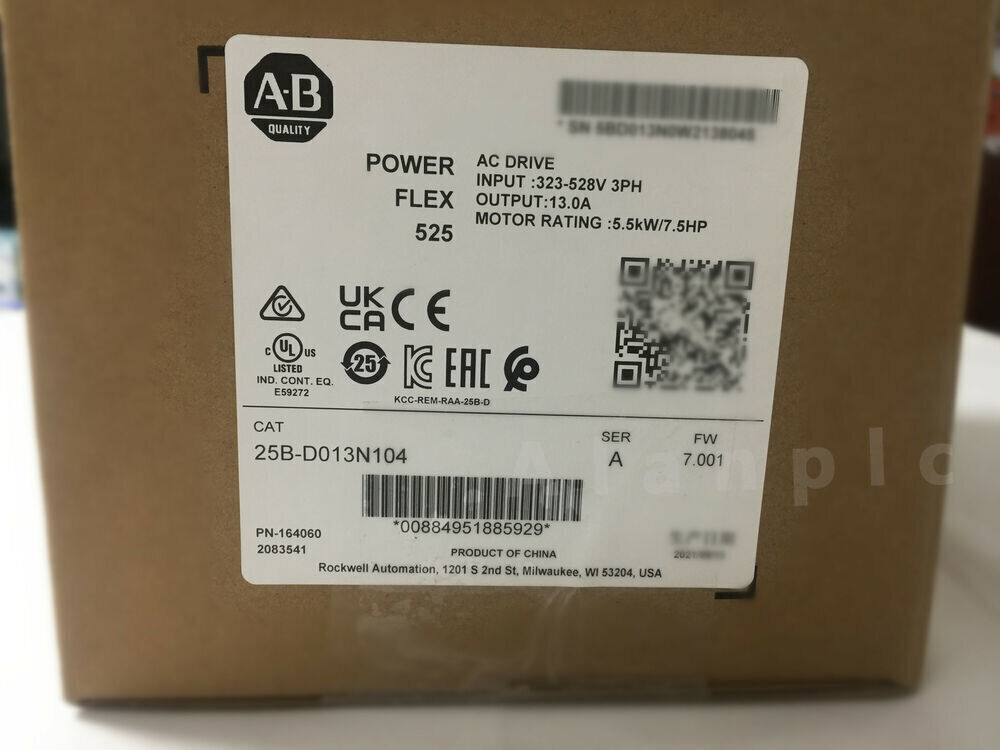 A-B
QUALITY
POWER
FLEX
525
AC DRIVE
INPUT :323-528V 3PH
OUTPUT:13.0A
MOTOR RATING :5.5kW/7.5HP
UK
CA
CE
C UL US
LISTED
IND. CONT. EQ.
E59272
25
KC
EAC
KCC-REM-RAA-25B-D
CAT
25B-D013N104
SER
A
FW
7.001
*00884951885929*
PN-164060
2083541
PRODUCT OF CHINA
Rockwell Automation, 1201 S 2nd St, Milwaukee, WI 53204, USA
Alanplc